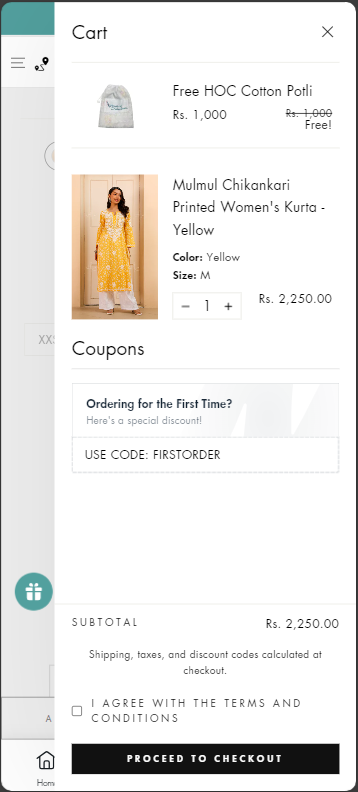 Cart
Free HOC Cotton Potli
Rs. 1,000
Rs. 1,000
Free!
Mulmul Chikankari
Printed Women's Kurta -
Yellow
Color: Yellow
Size: M
− 1 +
Rs. 2,250.00
Coupons
XXS
Ordering for the First Time?
Here's a special discount!
USE CODE: FIRSTORDER
SUBTOTAL
Rs. 2,250.00
Shipping, taxes, and discount codes calculated at
checkout.
I AGREE WITH THE TERMS AND
CONDITIONS
A
PROCEED TO CHECKOUT
Home